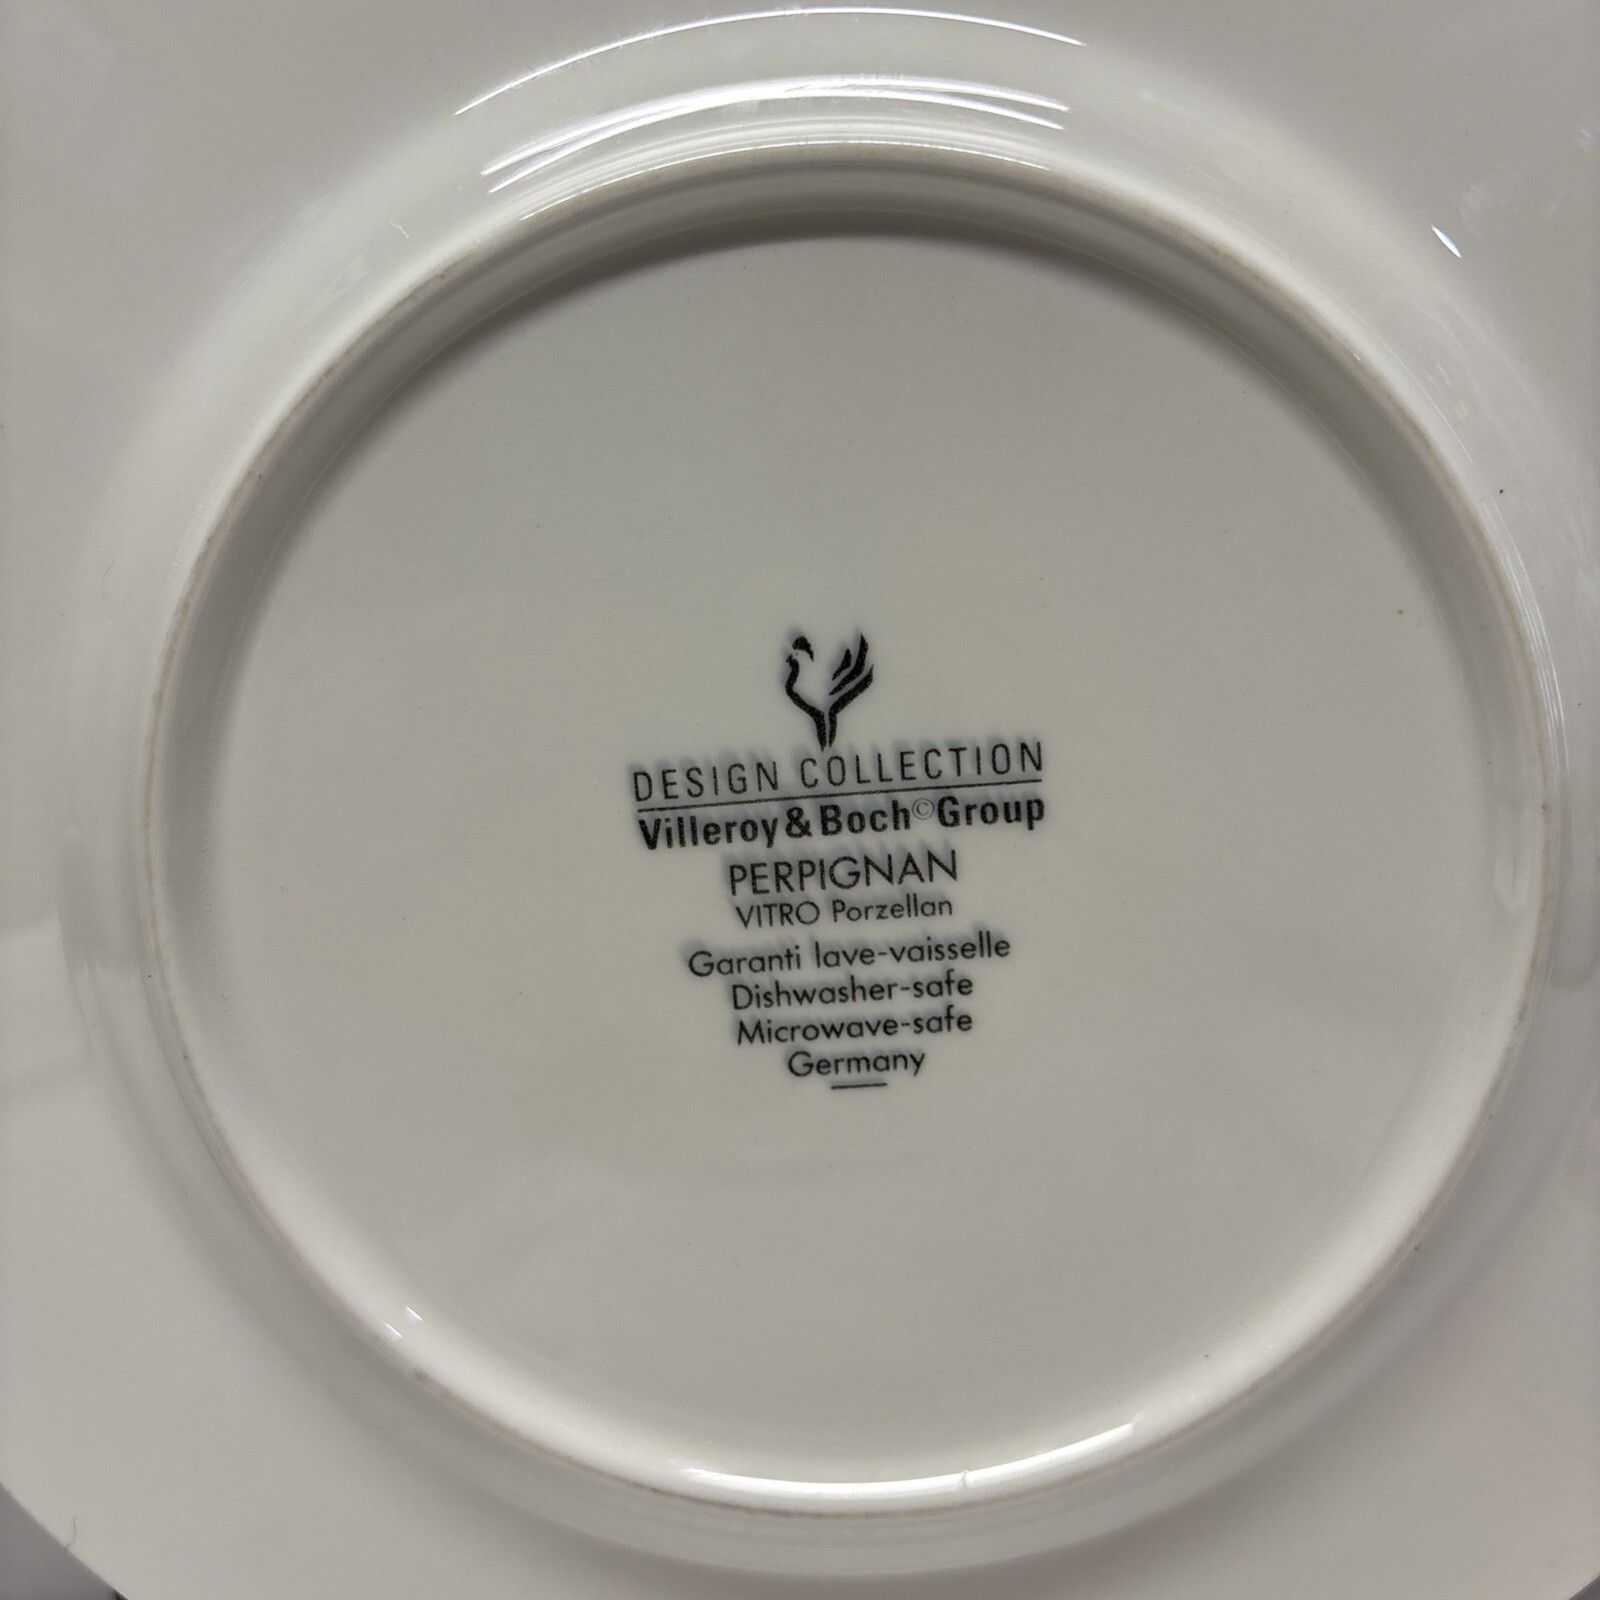 DESIGN COLLECTION
Villeroy & Boch © Group
PERPIGNAN
VITRO Porzellan
Garanti lave-vaisselle
Dishwasher-safe
Microwave-safe
Germany